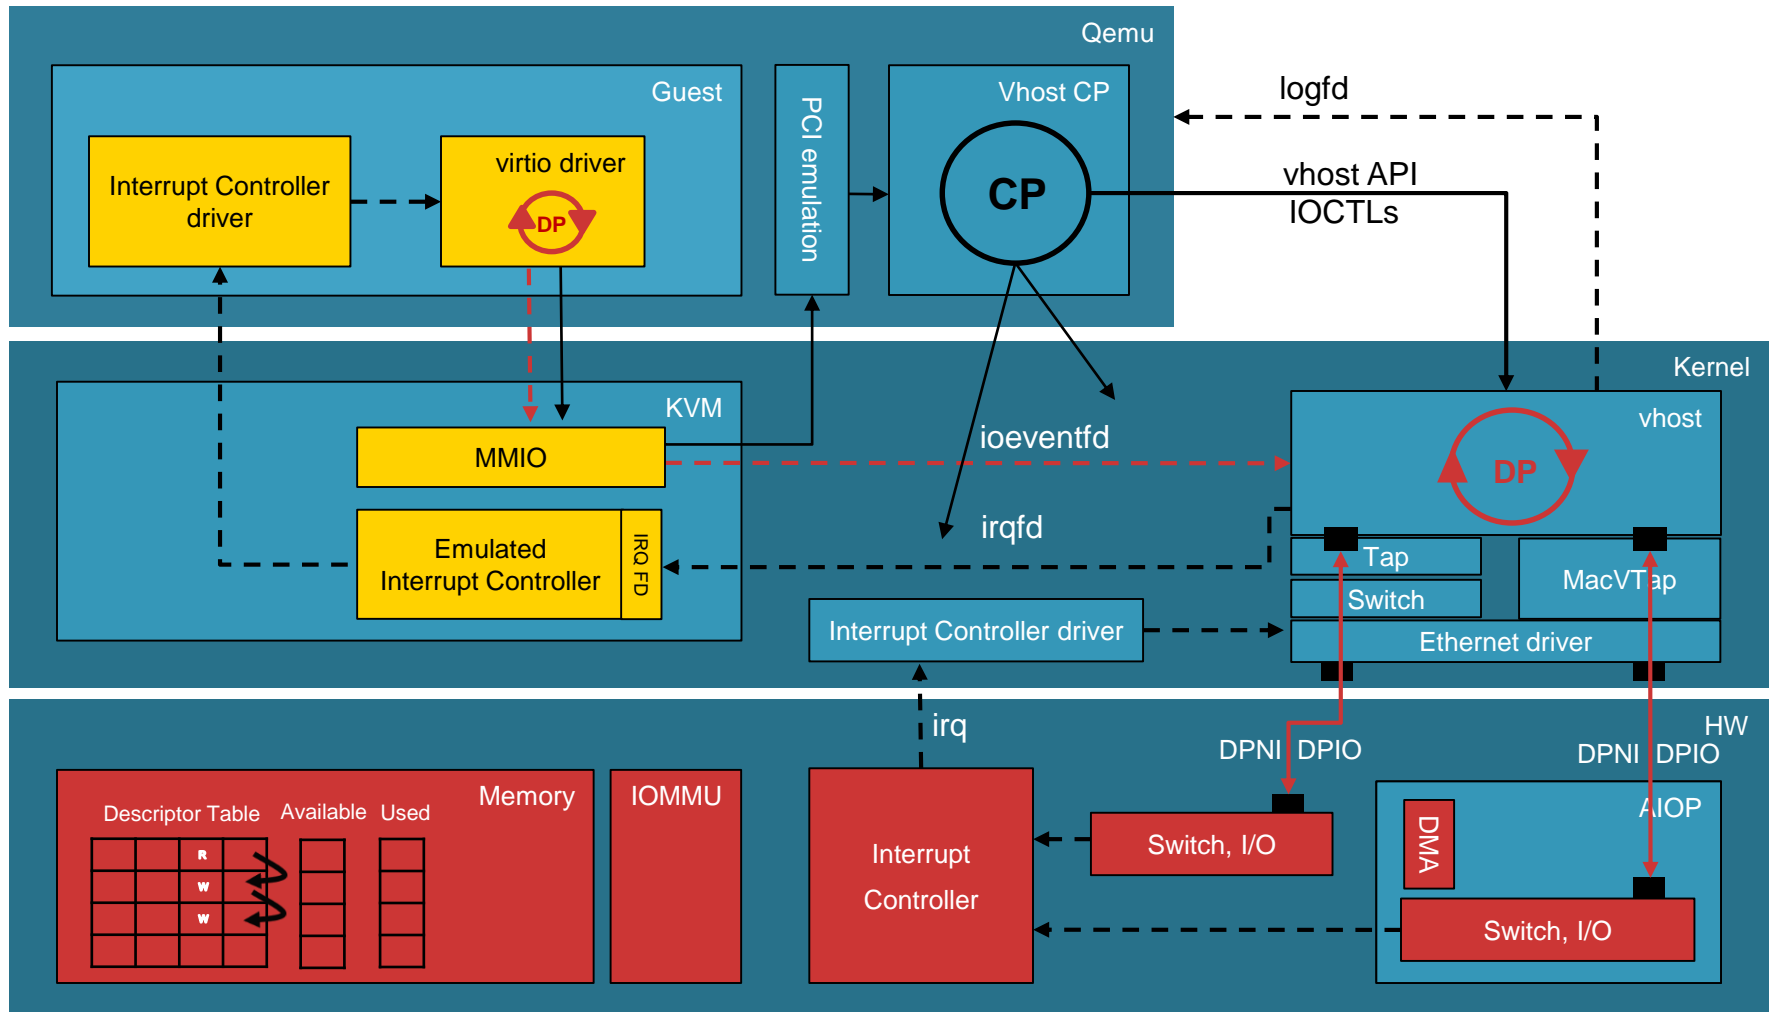 Qemu
Guest
Interrupt Controller
driver
virtio driver
DP
PCI emulation
Vhost CP
CP
logfd
vhost API
IOCTLs
Kernel
KVM
MMIO
Emulated
Interrupt Controller
IRQ FD
ioeventfd
irqfd
vhost
DP
Tap
Switch
MacVTap
Ethernet driver
Interrupt Controller driver
irq
HW
DPNI
DPIO
DPNI
DPIO
Memory
Descriptor Table
Available
Used
R
W
W
IOMMU
Interrupt
Controller
Switch, I/O
AIOP
DMA
Switch, I/O